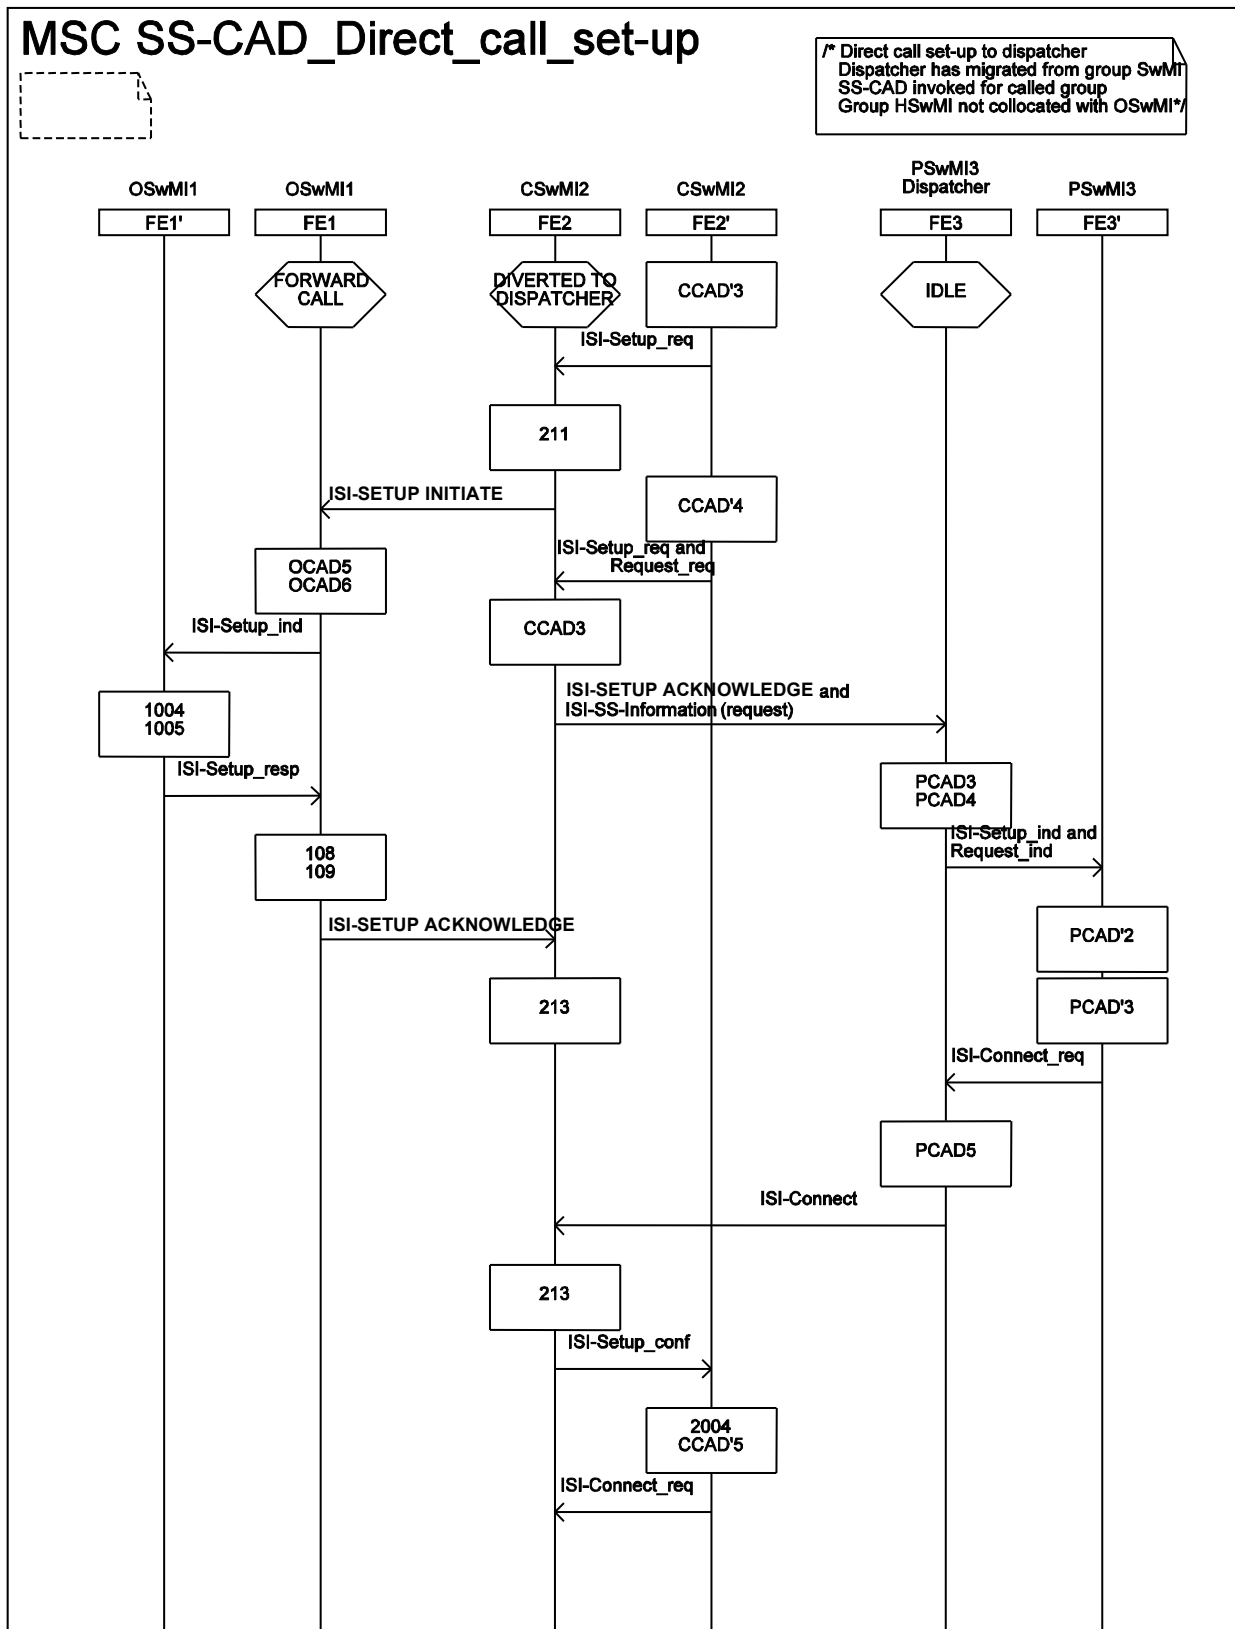 MSC SS-CAD_Direct_call_set-up
/* Direct call set-up to dispatcher
Dispatcher has migrated from group SwMI
SS-CAD invoked for called group
Group HSwMI not collocated with OSwMI*/
OSwMI1
OSwMI1
CSwMI2
CSwMI2
PSwMI3
Dispatcher
PSwMI3
FE1'
FE1
FE2
FE2'
FE3
FE3'
FORWARD
CALL
DIVERTED TO
DISPATCHER
CCAD'3
IDLE
ISI-Setup_req
211
ISI-SETUP INITIATE
CCAD'4
ISI-Setup_req and
Request_req
OCAD5
OCAD6
CCAD3
ISI-Setup_ind
ISI-SETUP ACKNOWLEDGE and
ISI-SS-Information (request)
1004
1005
ISI-Setup_resp
PCAD3
PCAD4
ISI-Setup_ind and
Request_ind
108
109
ISI-SETUP ACKNOWLEDGE
PCAD'2
213
PCAD'3
ISI-Connect_req
PCAD5
ISI-Connect
213
ISI-Setup_conf
2004
CCAD'5
ISI-Connect_req